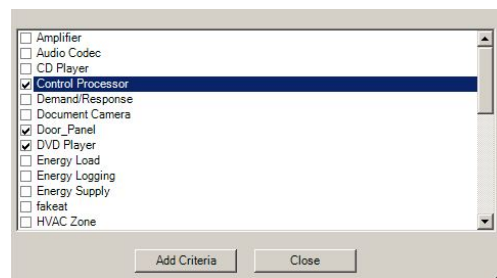 Amplifier
Audio Codec
CD Player
Control Processor
Demand/Response
Document Camera
Door_Panel
DVD Player
Energy Load
Energy Logging
Energy Supply
fakeat
HVAC Zone
Add Criteria Close